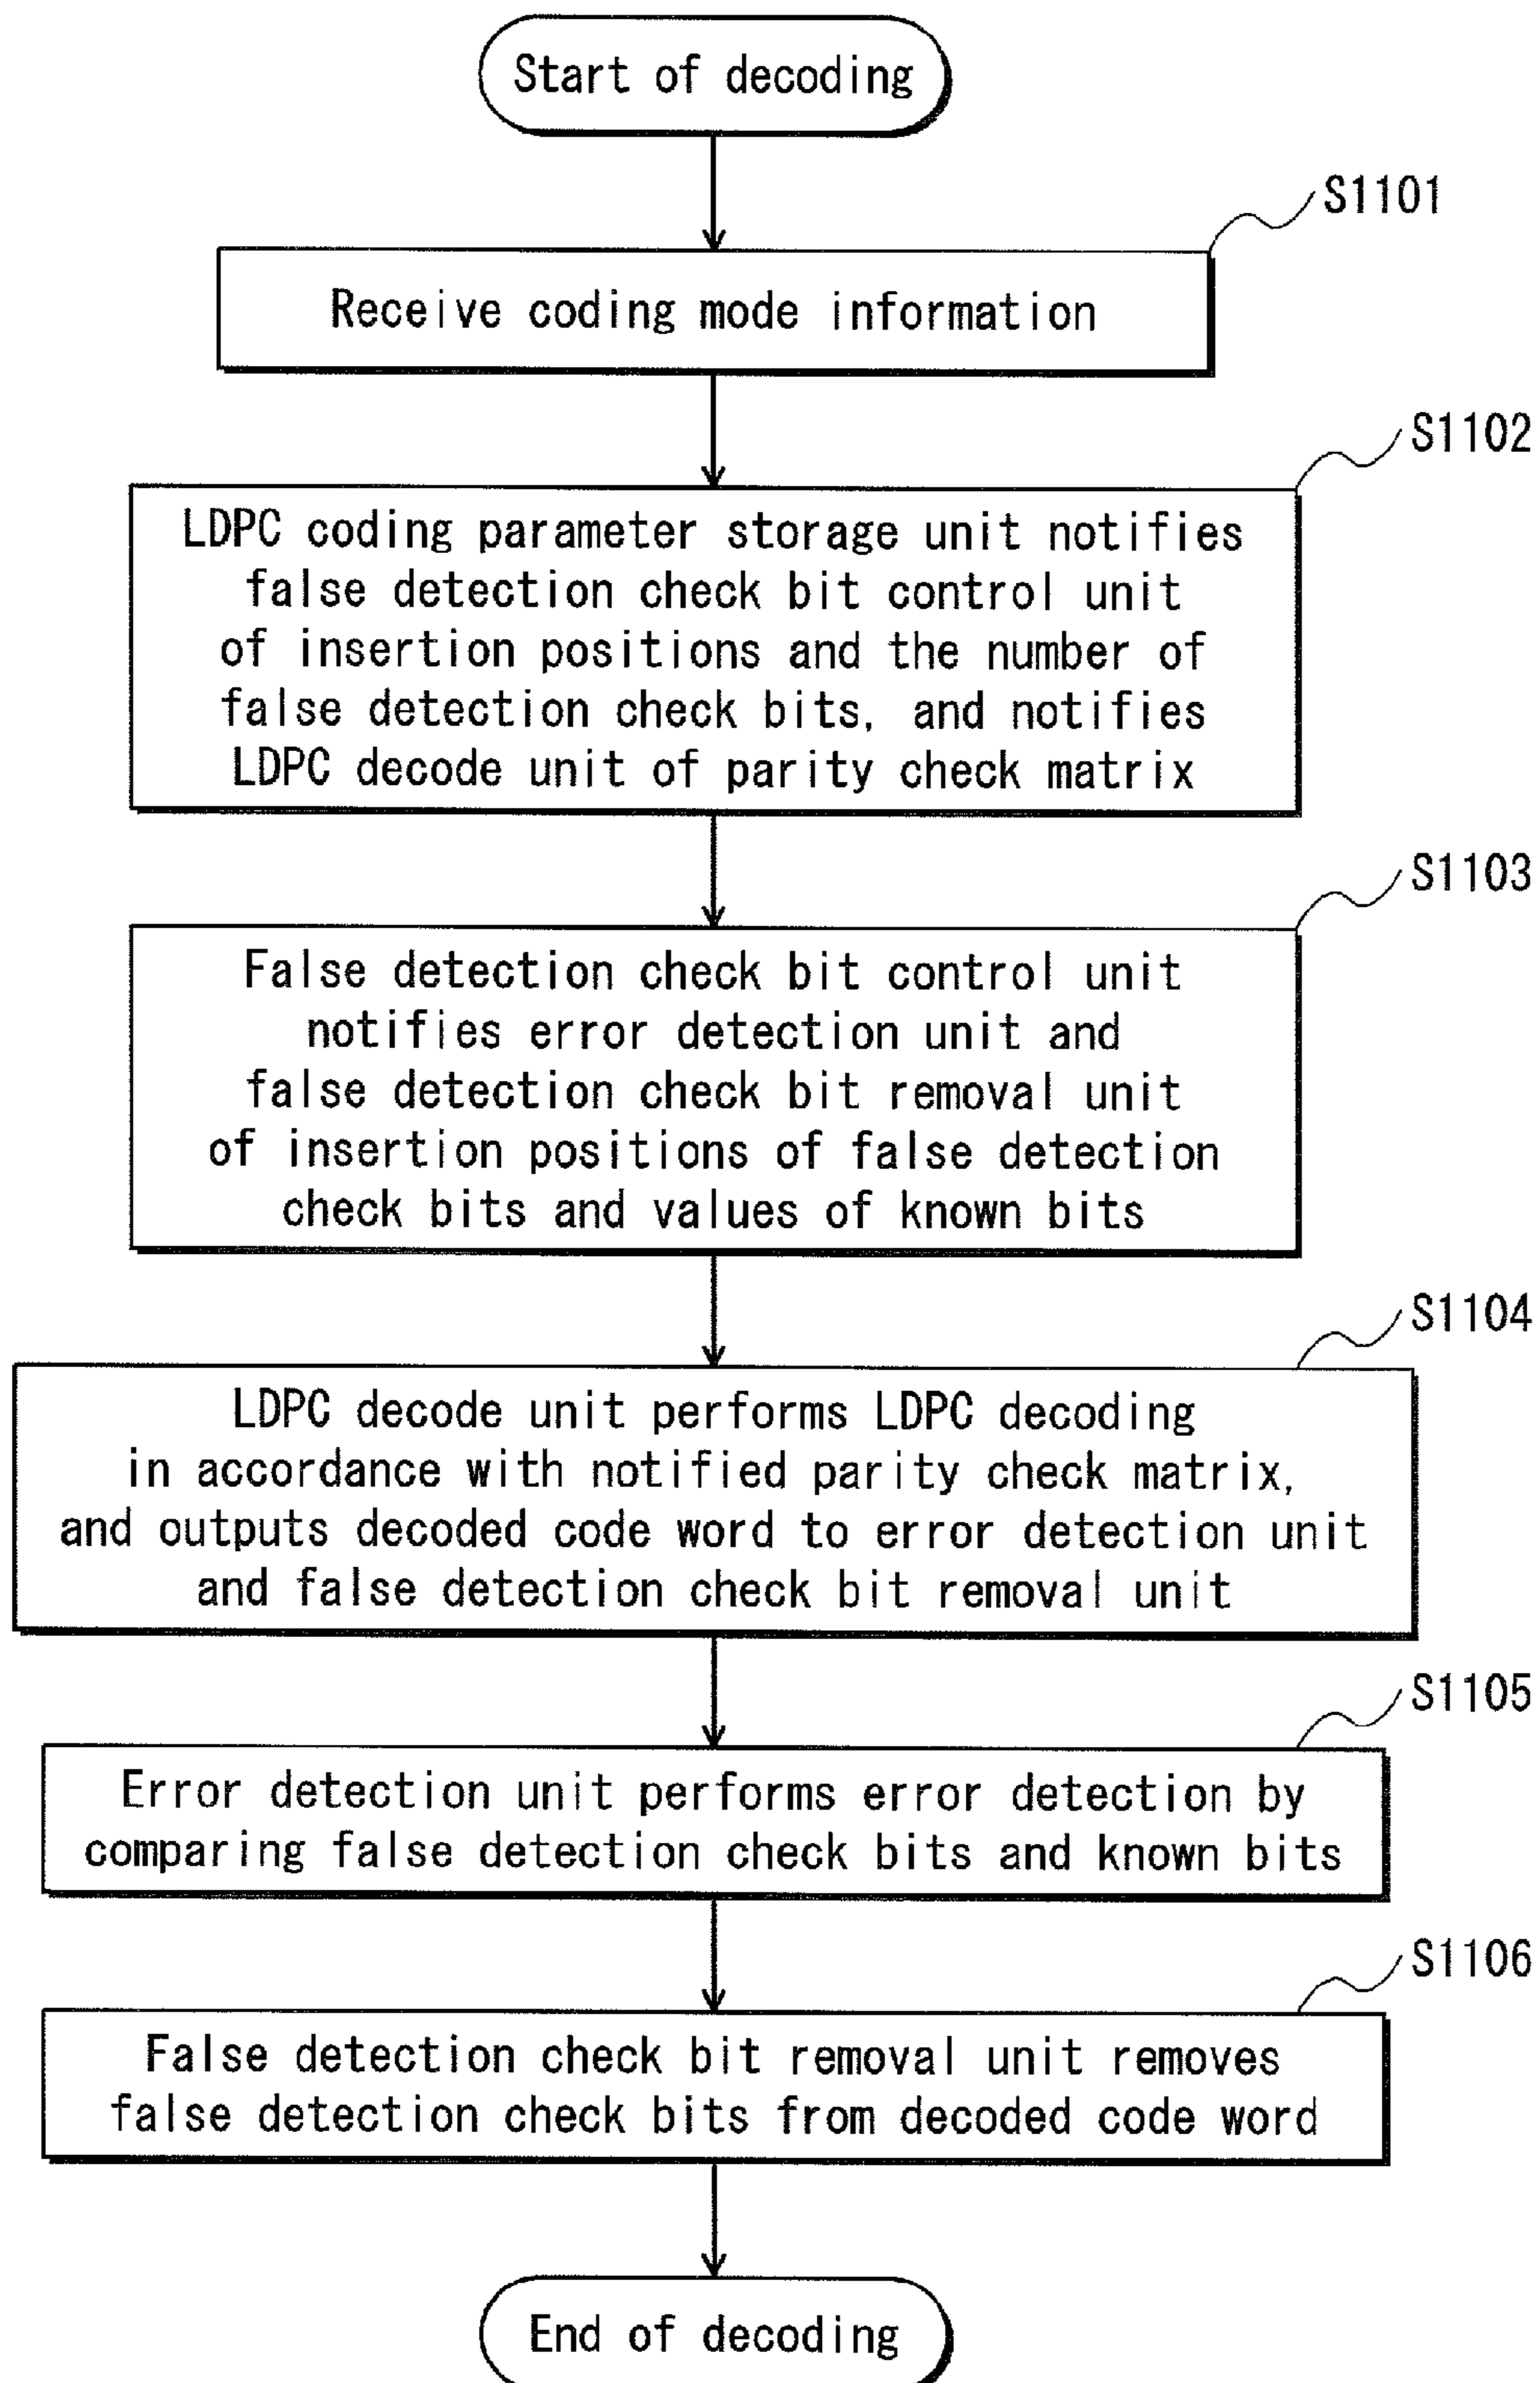 Start of decoding
S1101
Receive coding mode information
S1102
LDPC coding parameter storage unit notifies
false detection check bit control unit
of insertion positions and the number of
false detection check bits, and notifies
LDPC decode unit of parity check matrix
S1103
False detection check bit control unit
notifies error detection unit and
false detection check bit removal unit
of insertion positions of false detection
check bits and values of known bits
S1104
LDPC decode unit performs LDPC decoding
in accordance with notified parity check matrix,
and outputs decoded code word to error detection unit
and false detection check bit removal unit
S1105
Error detection unit performs error detection by
comparing false detection check bits and known bits
S1106
False detection check bit removal unit removes
false detection check bits from decoded code word
End of decoding